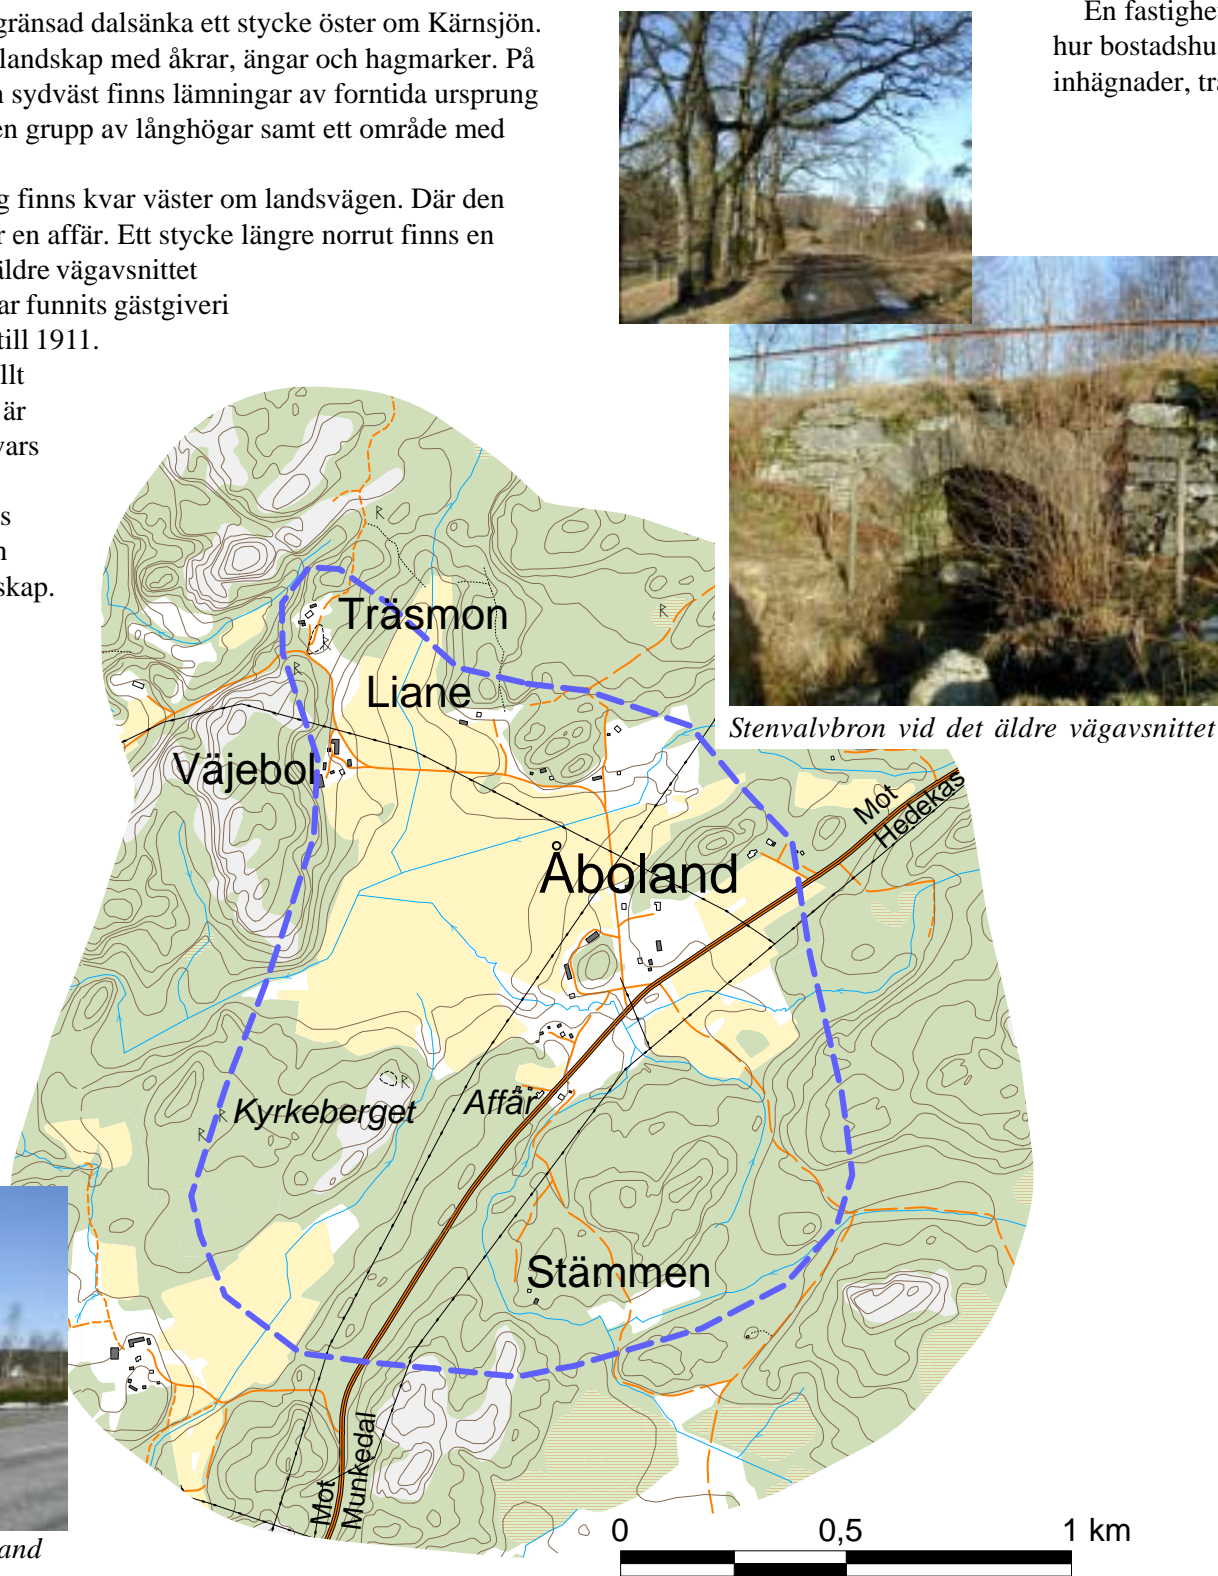 gränsad dalsänka ett stycke öster om Kärnsjön.
landskap med åkrar, ängar och hagmarker. På
sydväst finns lämningar av forntida ursprung
en grupp av långhögar samt ett område med
finns kvar väster om landsvägen. Där den
r en affär. Ett stycke längre norrut finns en
äldre vägavsnittet
ar funnits gästgiveri
till 1911.
llt
är
vars
s
n
skap.
En fastighet
hur bostadshu
inhägnader, tra
Stenvalvbron vid det äldre vägavsnittet
Träsmon
Liane
Väjebol
Mot
Hedekas
Åboland
Kyrkeberget
Affär
Stämmen
Mot
Munkedal
and
0 0,5 1 km